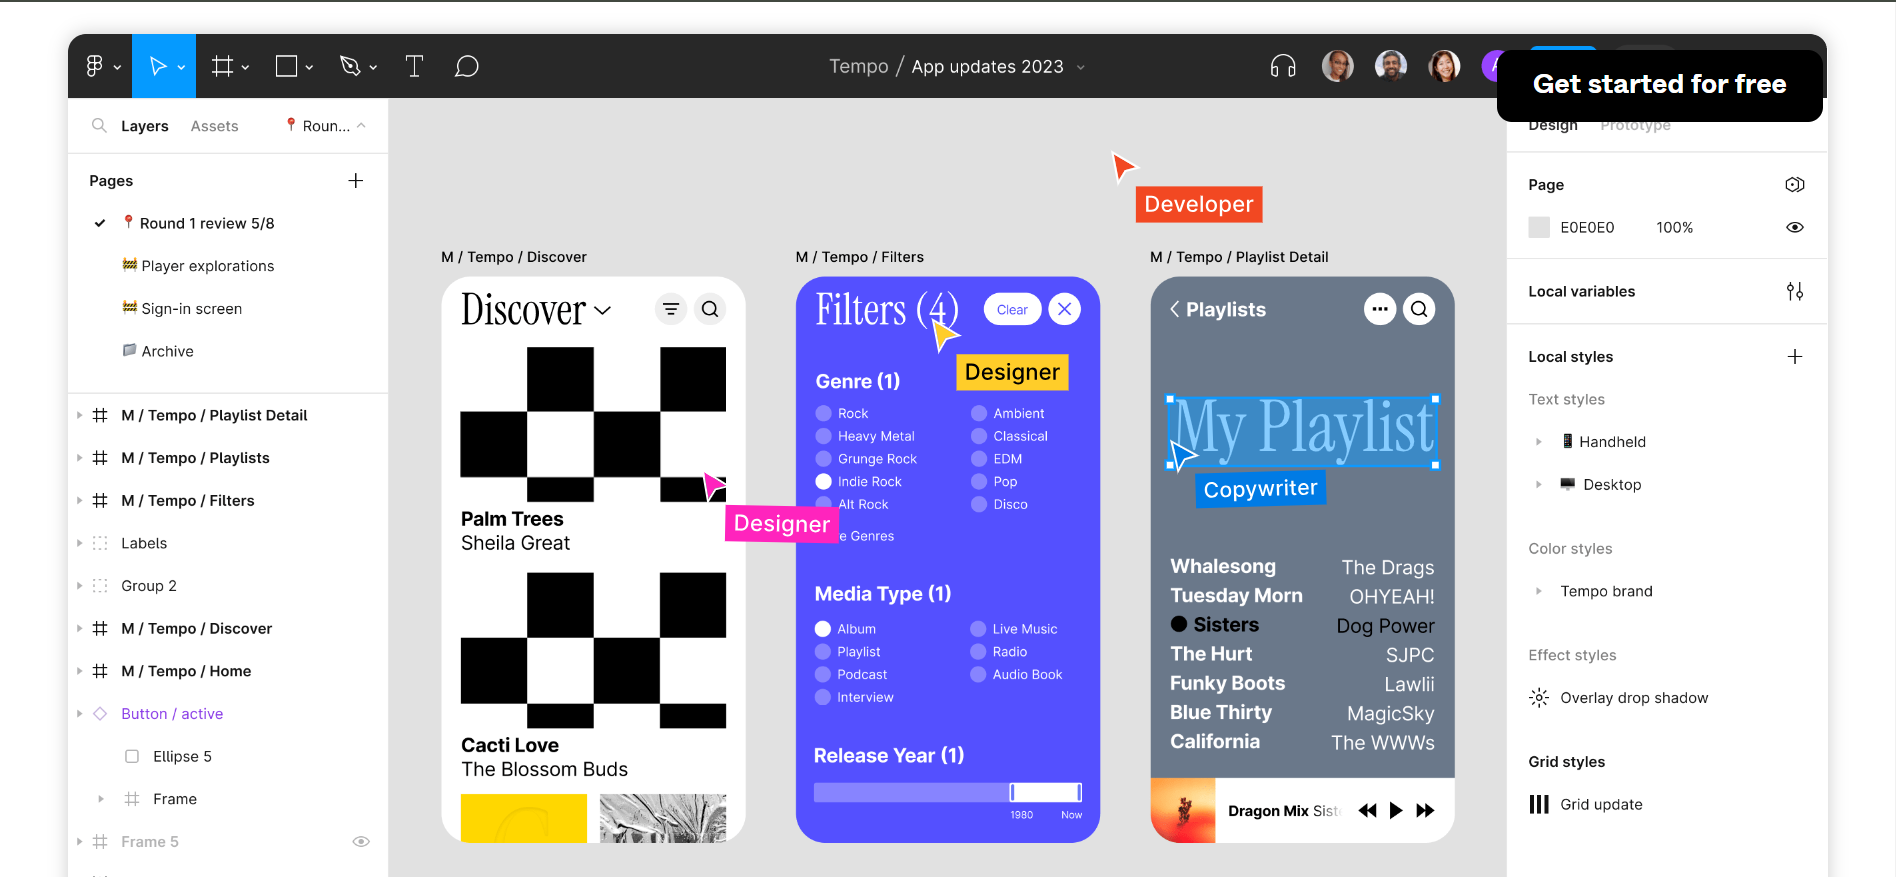 Tempo / App updates 2023
A
Get started for free
Layers Assets Roun...
Design Prototype
Pages
Round 1 review 5/8
Player explorations
Sign-in screen
Archive
M / Tempo / Playlist Detail
M / Tempo / Playlists
M / Tempo / Filters
Labels
Group 2
M / Tempo / Discover
M / Tempo / Home
Button / active
Ellipse 5
Frame
Frame 5
Developer
M / Tempo / Discover
Discover
Palm Trees
Sheila Great
Designer
Cacti Love
The Blossom Buds
M / Tempo / Filters
Filters (4)
Clear
Designer
Genre (1)
Rock Ambient
Heavy Metal Classical
Grunge Rock EDM
Indie Rock Pop
Alt Rock Disco
e Genres
Media Type (1)
Album Live Music
Playlist Radio
Podcast Audio Book
Interview
Release Year (1)
1980 Now
M / Tempo / Playlist Detail
Playlists
My Playlist
Copywriter
Whalesong The Drags
Tuesday Morn OHYEAH!
Sisters Dog Power
The Hurt SJPC
Funky Boots Lawlii
Blue Thirty MagicSky
California The WWWs
Dragon Mix Siste
Page
E0E0E0 100%
Local variables
Local styles
Text styles
Handheld
Desktop
Color styles
Tempo brand
Effect styles
Overlay drop shadow
Grid styles
Grid update